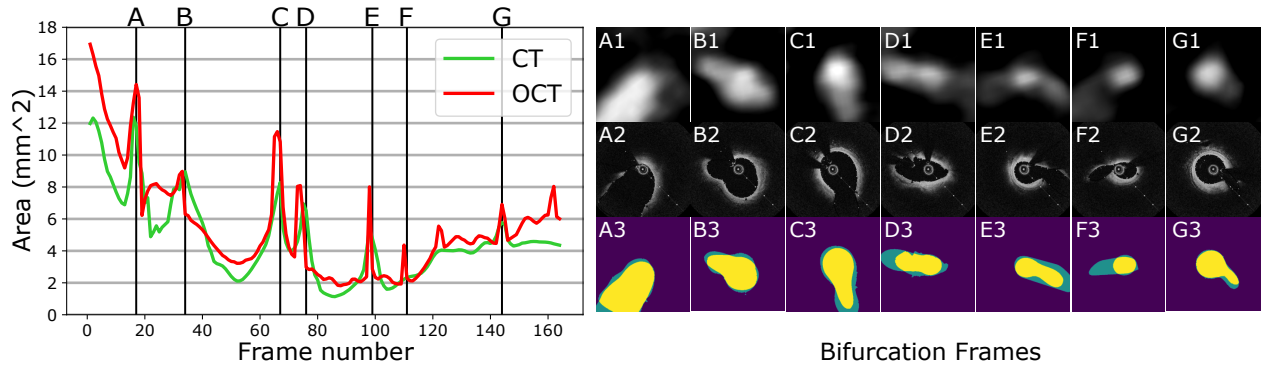 A B C D E F G
18
16
14
12
10
8
6
4
2
0
Area (mm^2)
CT
OCT
0 20 40 60 80 100 120 140 160
Frame number
A1 B1 C1 D1 E1 F1 G1
A2 B2 C2 D2 E2 F2 G2
A3 B3 C3 D3 E3 F3 G3
Bifurcation Frames